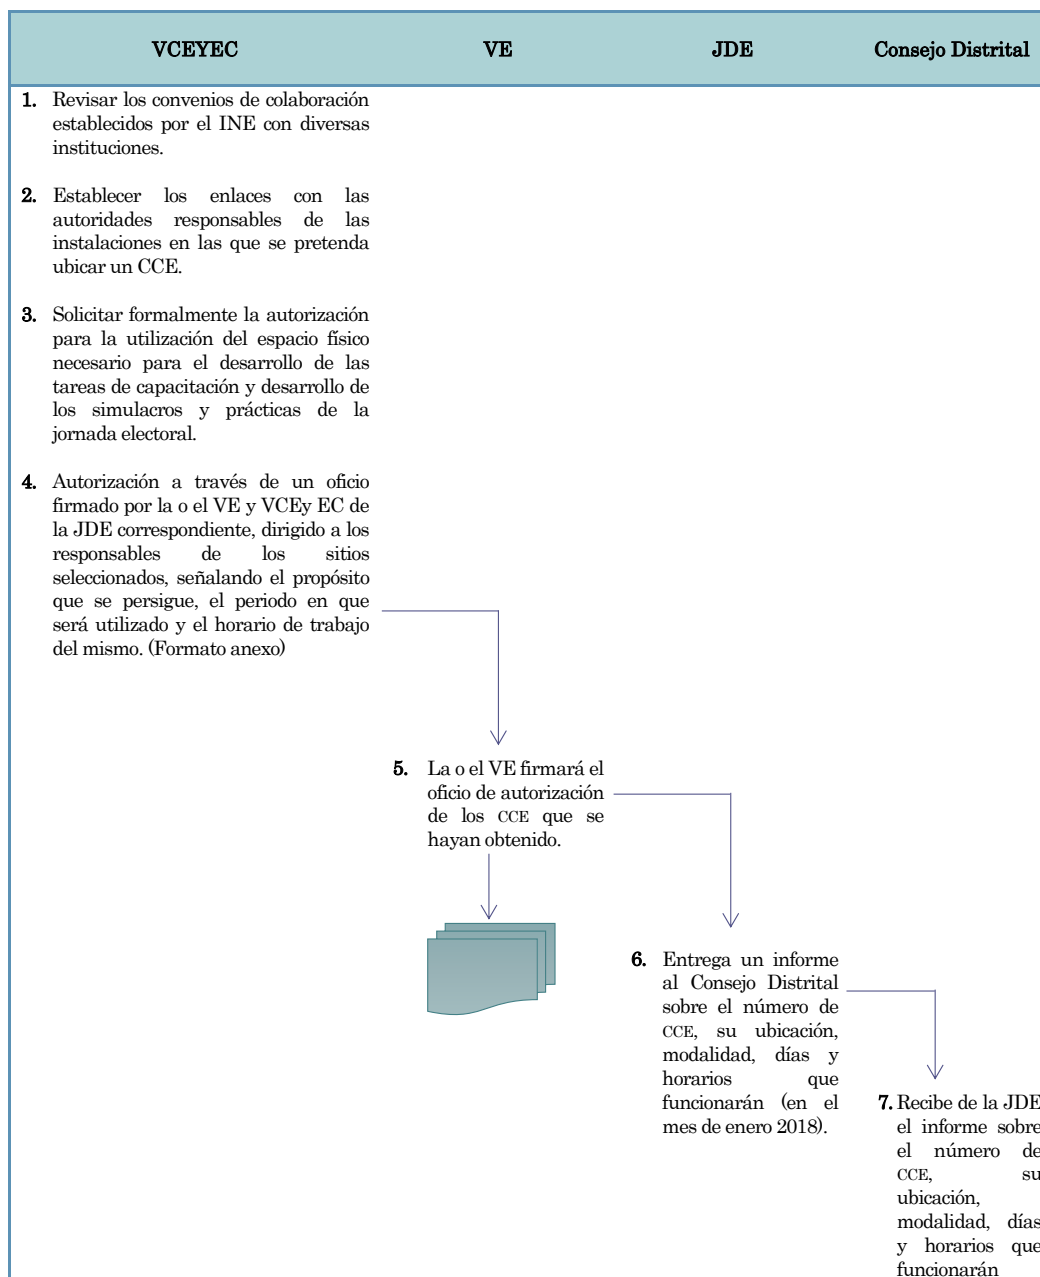 VCEYEC VE JDE Consejo Distrital
1. Revisar los convenios de colaboración
establecidos por el INE con diversas
instituciones.
2. Establecer los enlaces con las
autoridades responsables de las
instalaciones en las que se pretenda
ubicar un CCE.
3. Solicitar formalmente la autorización
para la utilización del espacio físico
necesario para el desarrollo de las
tareas de capacitación y desarrollo de
los simulacros y prácticas de la
jornada electoral.
4. Autorización a través de un oficio
firmado por la o el VE y VCEy EC de
la JDE correspondiente, dirigido a los
responsables de los sitios
seleccionados, señalando el propósito
que se persigue, el periodo en que
será utilizado y el horario de trabajo
del mismo. (Formato anexo)
5. La o el VE firmará el
oficio de autorización
de los CCE que se
hayan obtenido.
6. Entrega un informe
al Consejo Distrital
sobre el número de
CCE, su ubicación,
modalidad, días y
horarios que
funcionarán (en el
mes de enero 2018).
7. Recibe de la JDE
el informe sobre
el número de
CCE, su
ubicación,
modalidad, días
y horarios que
funcionarán